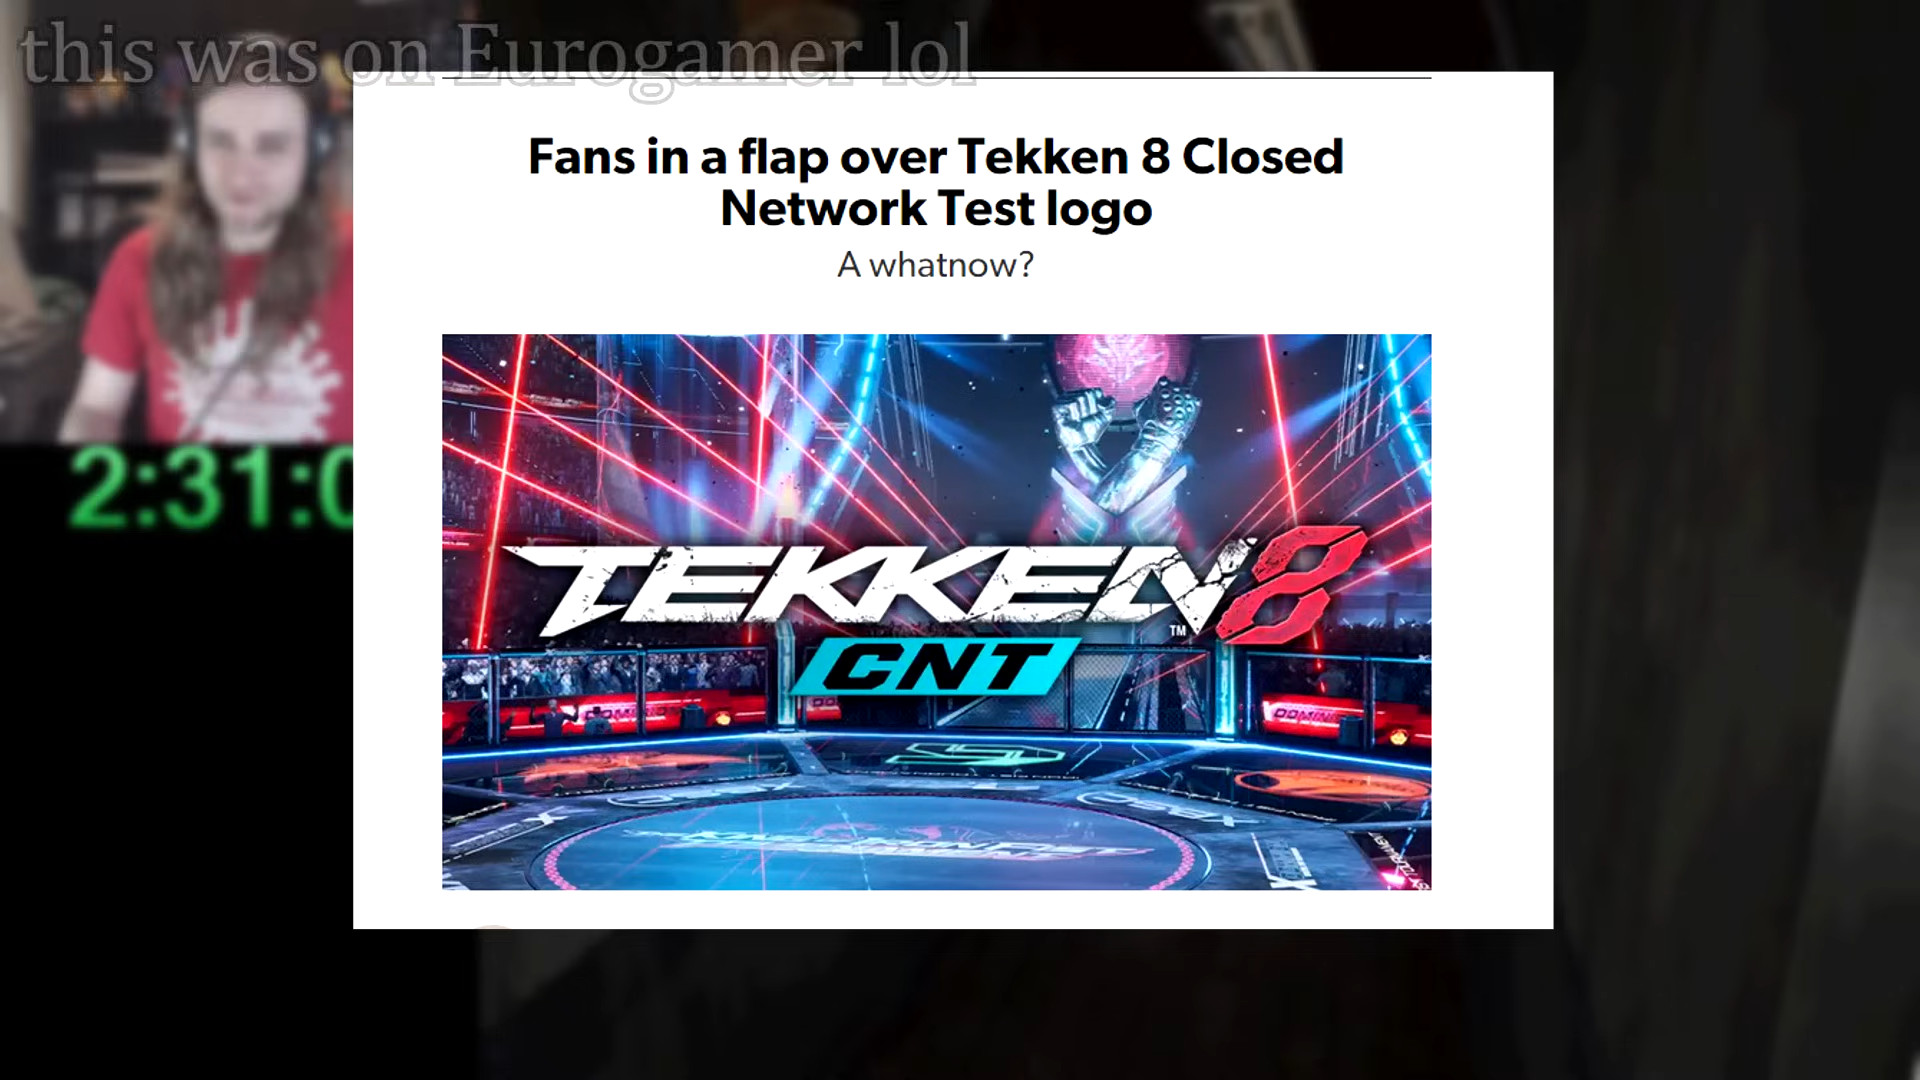 this was on Eurogamer lol
Fans in a flap over Tekken 8 Closed
Network Test logo
A whatnow?
TEKKEN 8
TM
CNT
2:31:0